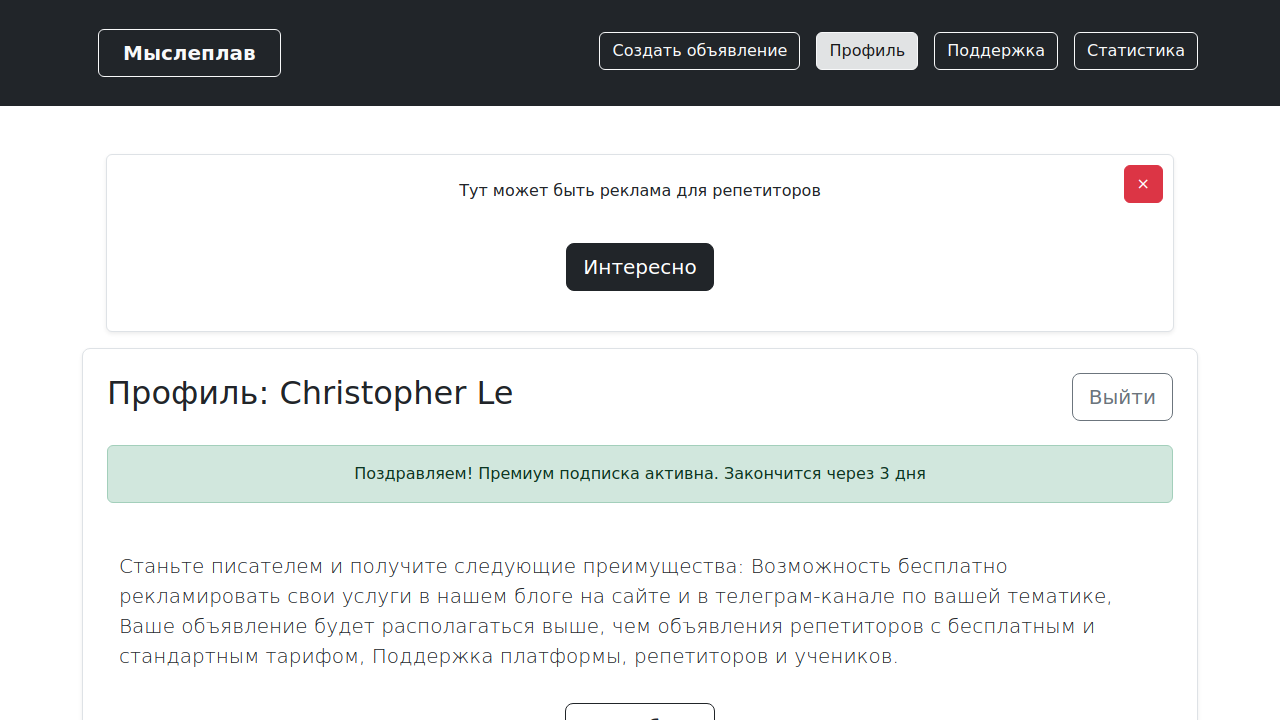 Мыслеплав
Создать объявление
Профиль
Поддержка
Статистика
Тут может быть реклама для репетиторов
×
Интересно
Профиль: Christopher Le
Выйти
Поздравляем! Премиум подписка активна. Закончится через 3 дня
Станьте писателем и получите следующие преимущества: Возможность бесплатно
рекламировать свои услуги в нашем блоге на сайте и в телеграм-канале по вашей тематике,
Ваше объявление будет располагаться выше, чем объявления репетиторов с бесплатным и
стандартным тарифом, Поддержка платформы, репетиторов и учеников.